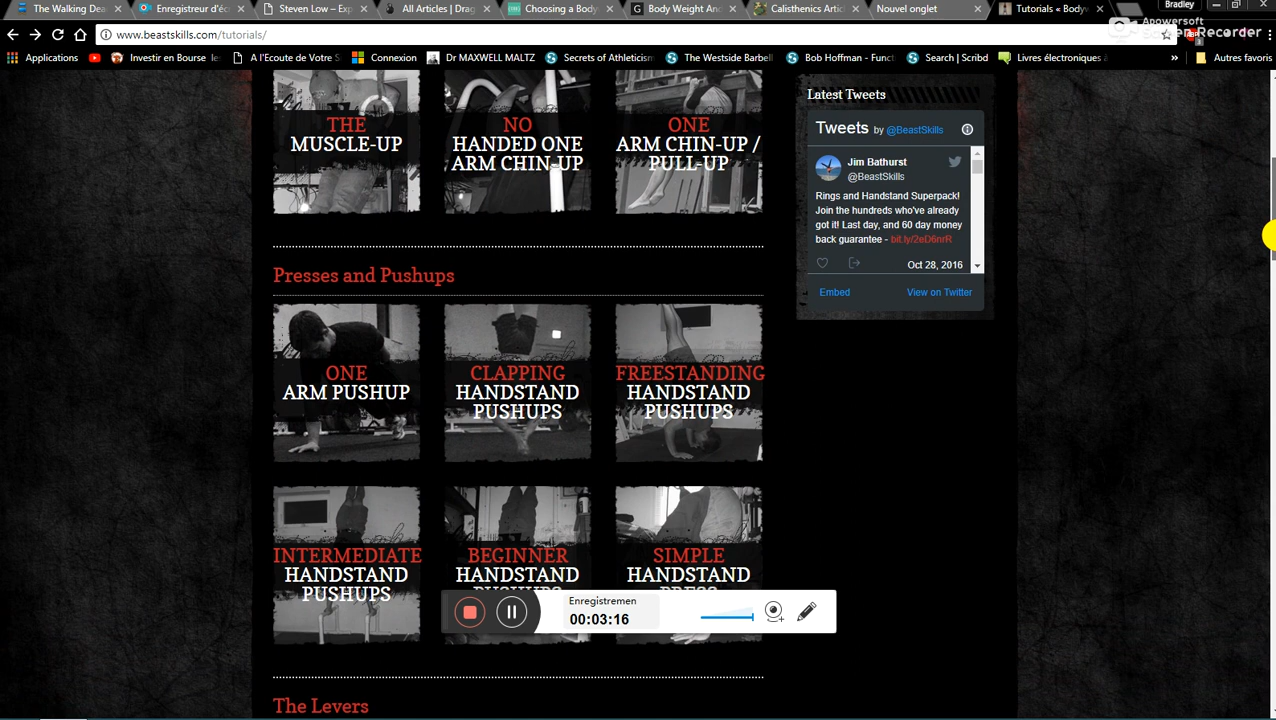 The Walking Dea
Enregistreur d'éc
Steven Low – Exp
All Articles | Drag
Choosing a Body
Body Weight And
Calisthenics Artic
Nouvel onglet
Tutorials « Bodyw
Bradley
www.beastskills.com/tutorials/
Apowersoft
Screen Recorder
Applications
Investir en Bourse les
A l'Ecoute de Votre S
Connexion
Dr MAXWELL MALTZ
Secrets of Athleticism
The Westside Barbell
Bob Hoffman - Funct
Search | Scribd
Livres électroniques à
»
Autres favoris
THE
MUSCLE-UP
NO
HANDED ONE
ARM CHIN-UP
ONE
ARM CHIN-UP /
PULL-UP
Latest Tweets
Tweets by @BeastSkills
Jim Bathurst
@BeastSkills
Rings and Handstand Superpack!
Join the hundreds who've already
got it! Last day, and 60 day money
back guarantee - bit.ly/2eD6nrR
Oct 28, 2016
Embed
View on Twitter
Presses and Pushups
ONE
ARM PUSHUP
CLAPPING
HANDSTAND
PUSHUPS
FREESTANDING
HANDSTAND
PUSHUPS
INTERMEDIATE
HANDSTAND
PUSHUPS
BEGINNER
HANDSTAND
PUSHUPS
SIMPLE
HANDSTAND
PRESS
Enregistremen
00:03:16
The Levers